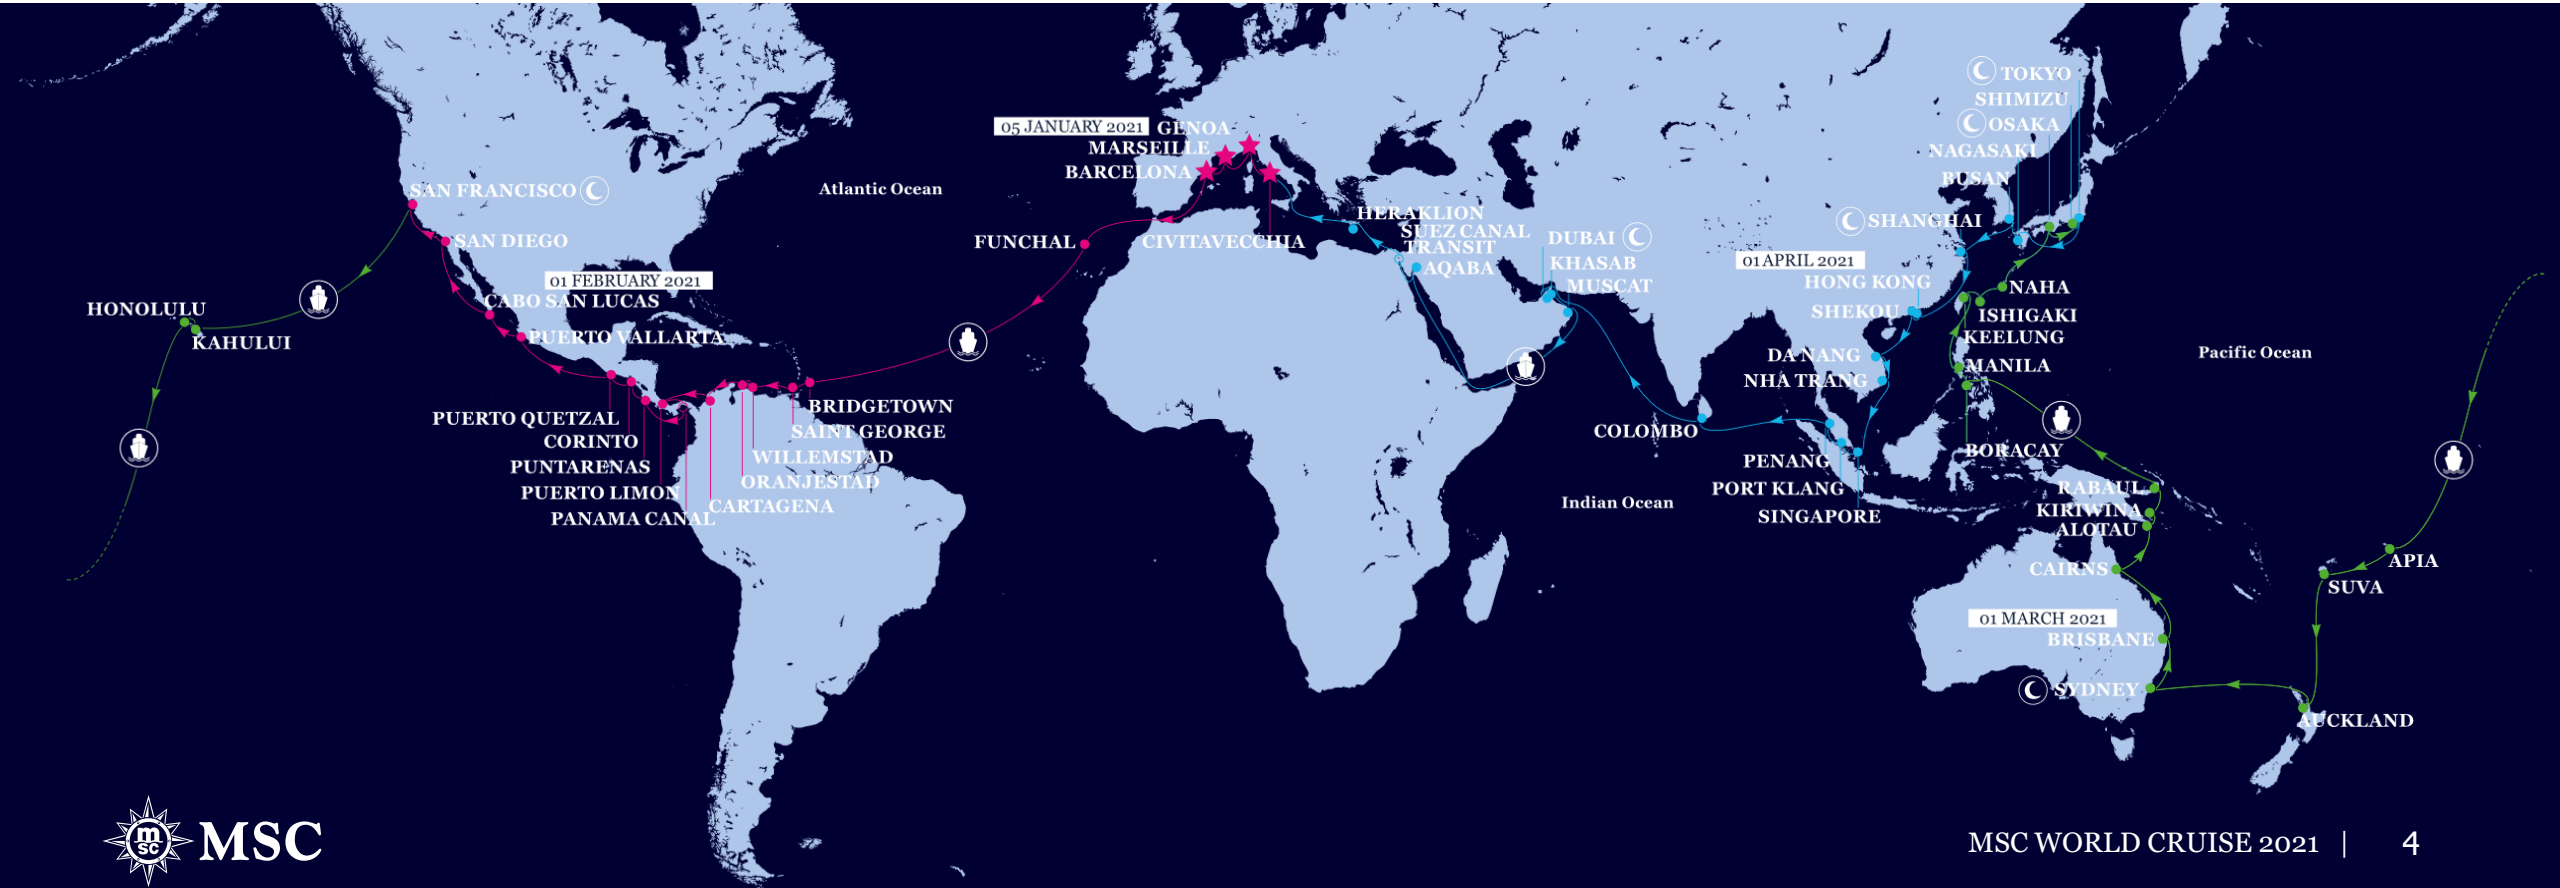 TOKYO
SHIMIZU
OSAKA
NAGASAKI
BUSAN
SHANGHAI
05 JANUARY 2021
GENOA
MARSEILLE
BARCELONA
Atlantic Ocean
SAN FRANCISCO
SAN DIEGO
FUNCHAL
CIVITAVECCHIA
HERAKLION
SUEZ CANAL
TRANSIT
AQABA
DUBAI
KHASAB
MUSCAT
01 APRIL 2021
HONG KONG
SHEKOU
NAHA
ISHIGAKI
KEELUNG
MANILA
01 FEBRUARY 2021
CABO SAN LUCAS
PUERTO VALLARTA
HONOLULU
KAHULUI
Pacific Ocean
DA NANG
NHA TRANG
BRIDGETOWN
SAINT GEORGE
WILLEMSTAD
ORANJESTAD
CARTAGENA
PUERTO QUETZAL
CORINTO
PUNTARENAS
PUERTO LIMON
PANAMA CANAL
COLOMBO
Indian Ocean
PENANG
PORT KLANG
SINGAPORE
BORACAY
RABAUL
KIRIWINA
ALOTAU
CAIRNS
APIA
SUVA
01 MARCH 2021
BRISBANE
SYDNEY
AUCKLAND
m
sc
MSC
MSC WORLD CRUISE 2021 | 4